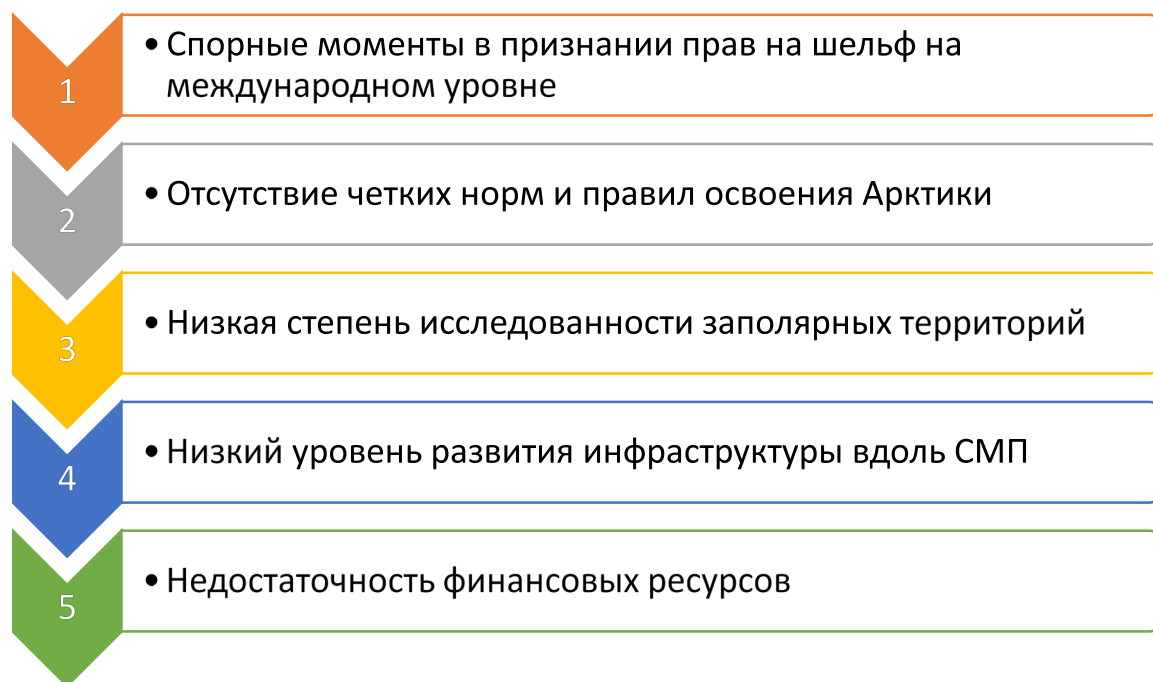 1
• Спорные моменты в признании прав на шельф на
международном уровне
2
• Отсутствие четких норм и правил освоения Арктики
3
• Низкая степень исследованности заполярных территорий
4
• Низкий уровень развития инфраструктуры вдоль СМП
5
• Недостаточность финансовых ресурсов